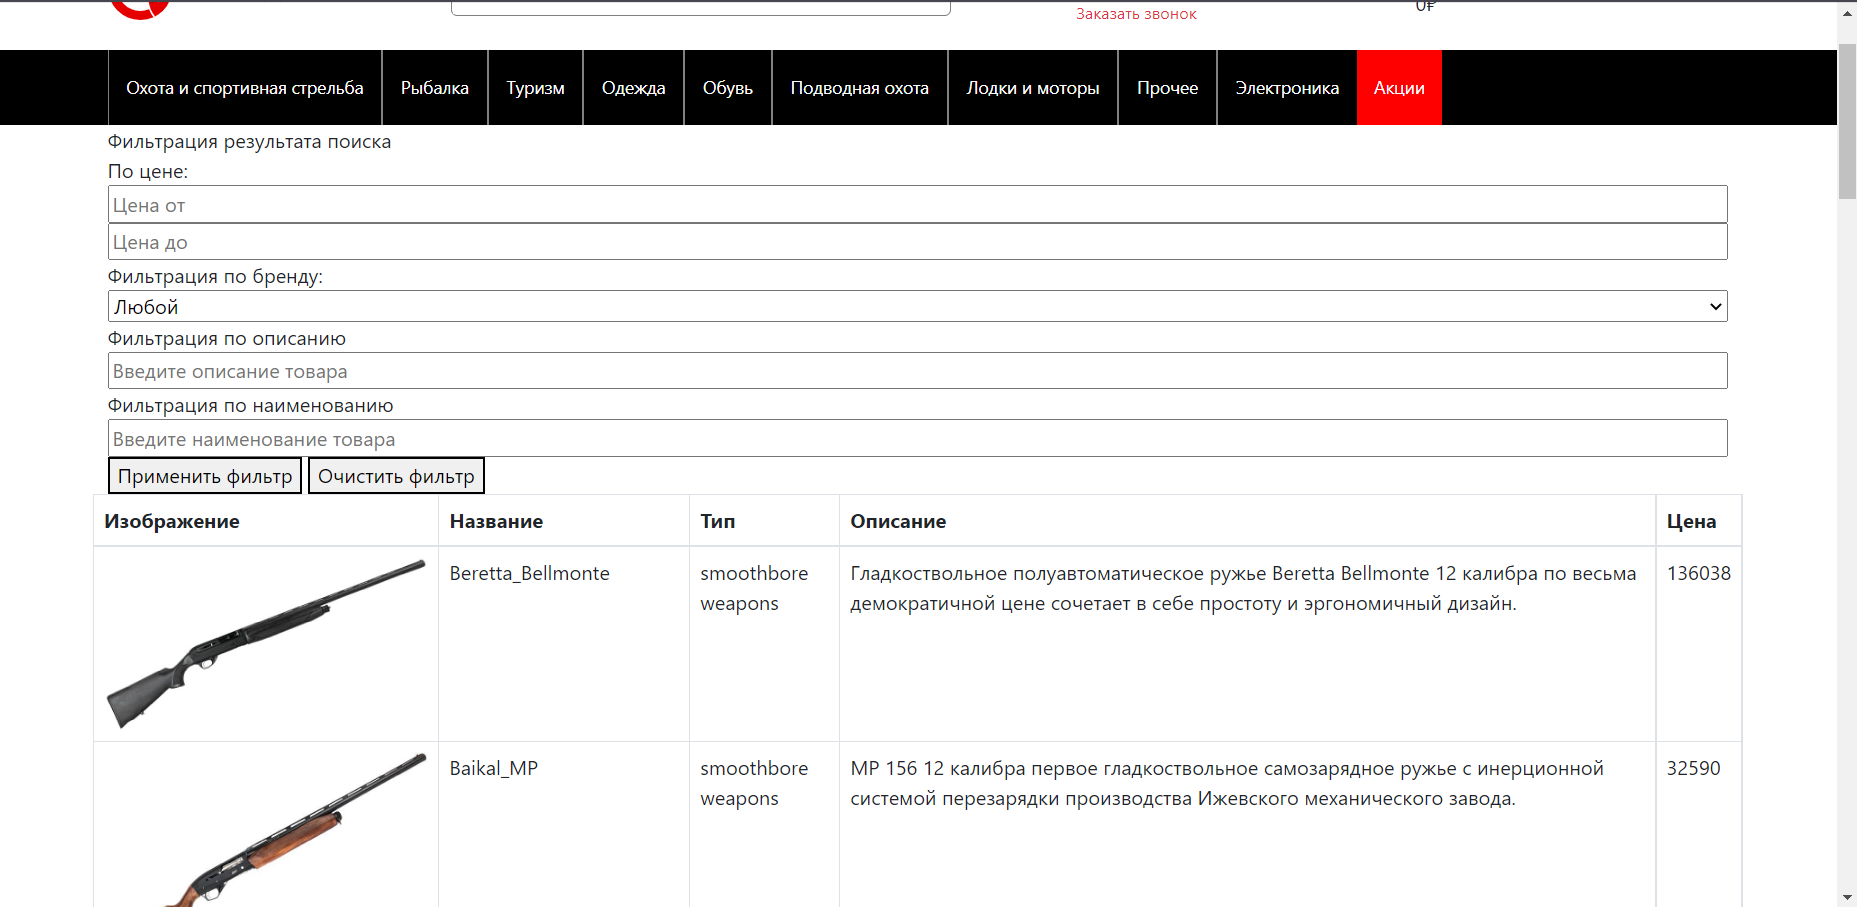 0₽
Заказать звонок
Охота и спортивная стрельба Рыбалка Туризм Одежда Обувь Подводная охота Лодки и моторы Прочее Электроника Акции
Фильтрация результата поиска
По цене:
Цена от
Цена до
Фильтрация по бренду:
Любой
Фильтрация по описанию
Введите описание товара
Фильтрация по наименованию
Введите наименование товара
Применить фильтр Очистить фильтр
Изображение Название Тип Описание Цена
Beretta_Bellmonte smoothbore Гладкоствольное полуавтоматическое ружье Beretta Bellmonte 12 калибра по весьма 136038
weapons демократичной цене сочетает в себе простоту и эргономичный дизайн.
Baikal_MP smoothbore МР 156 12 калибра первое гладкоствольное самозарядное ружье с инерционной 32590
weapons системой перезарядки производства Ижевского механического завода.